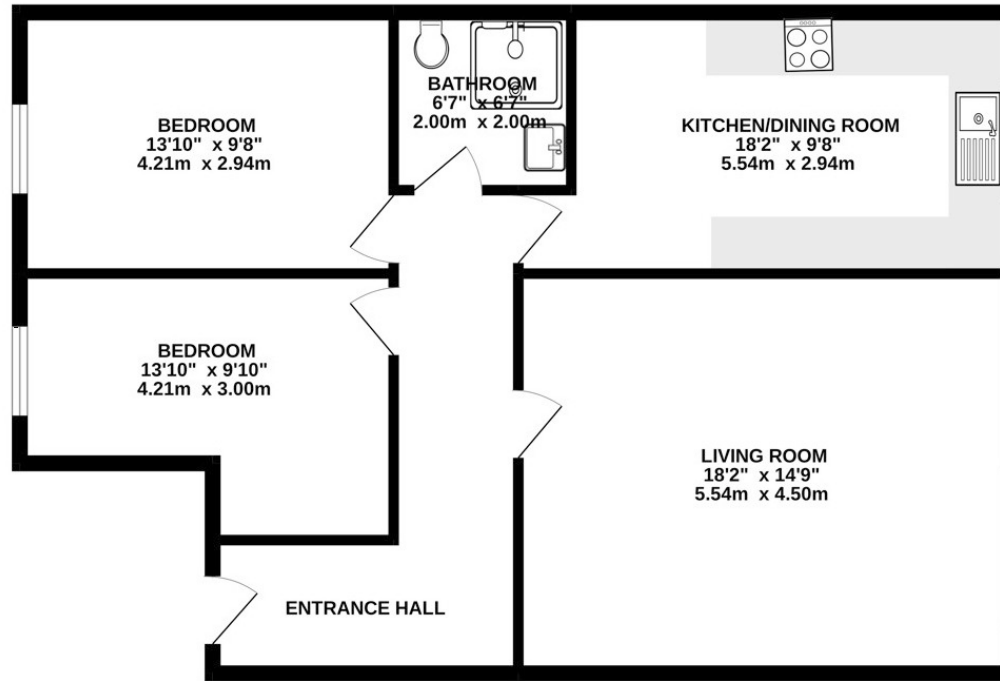 BEDROOM
13'10" x 9'8"
4.21m x 2.94m
BATHROOM
6'7" x 6'7"
2.00m x 2.00m
KITCHEN/DINING ROOM
18'2" x 9'8"
5.54m x 2.94m
BEDROOM
13'10" x 9'10"
4.21m x 3.00m
LIVING ROOM
18'2" x 14'9"
5.54m x 4.50m
ENTRANCE HALL